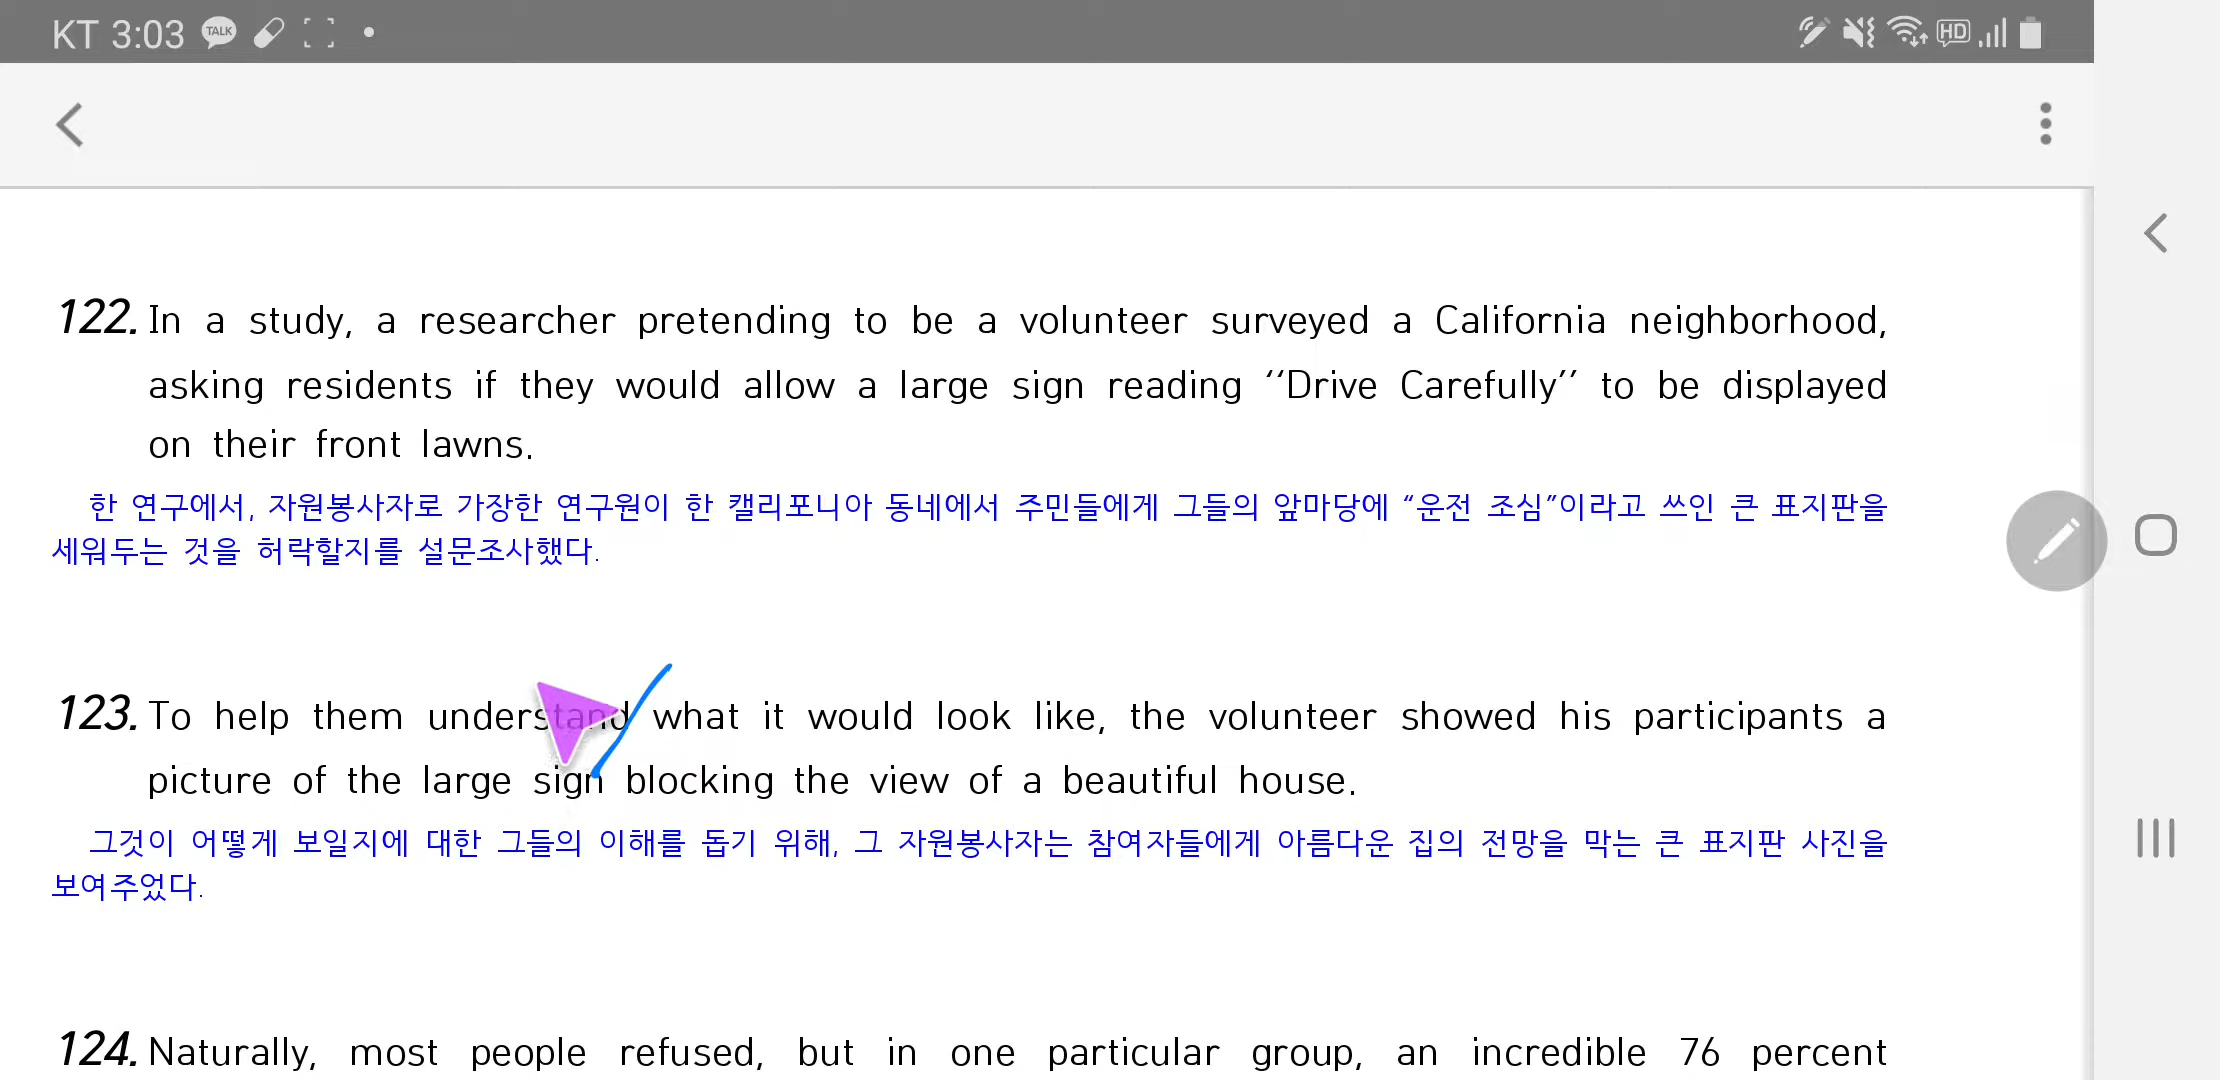 KT 3:03 TALK HD
122. In a study, a researcher pretending to be a volunteer surveyed a California neighborhood,
asking residents if they would allow a large sign reading ‘‘Drive Carefully’’ to be displayed
on their front lawns.
한 연구에서, 자원봉사자로 가장한 연구원이 한 캘리포니아 동네에서 주민들에게 그들의 앞마당에 “운전 조심”이라고 쓰인 큰 표지판을
세워두는 것을 허락할지를 설문조사했다.
123. To help them understand what it would look like, the volunteer showed his participants a
picture of the large sign blocking the view of a beautiful house.
그것이 어떻게 보일지에 대한 그들의 이해를 돕기 위해, 그 자원봉사자는 참여자들에게 아름다운 집의 전망을 막는 큰 표지판 사진을
보여주었다.
124. Naturally, most people refused, but in one particular group, an incredible 76 percent